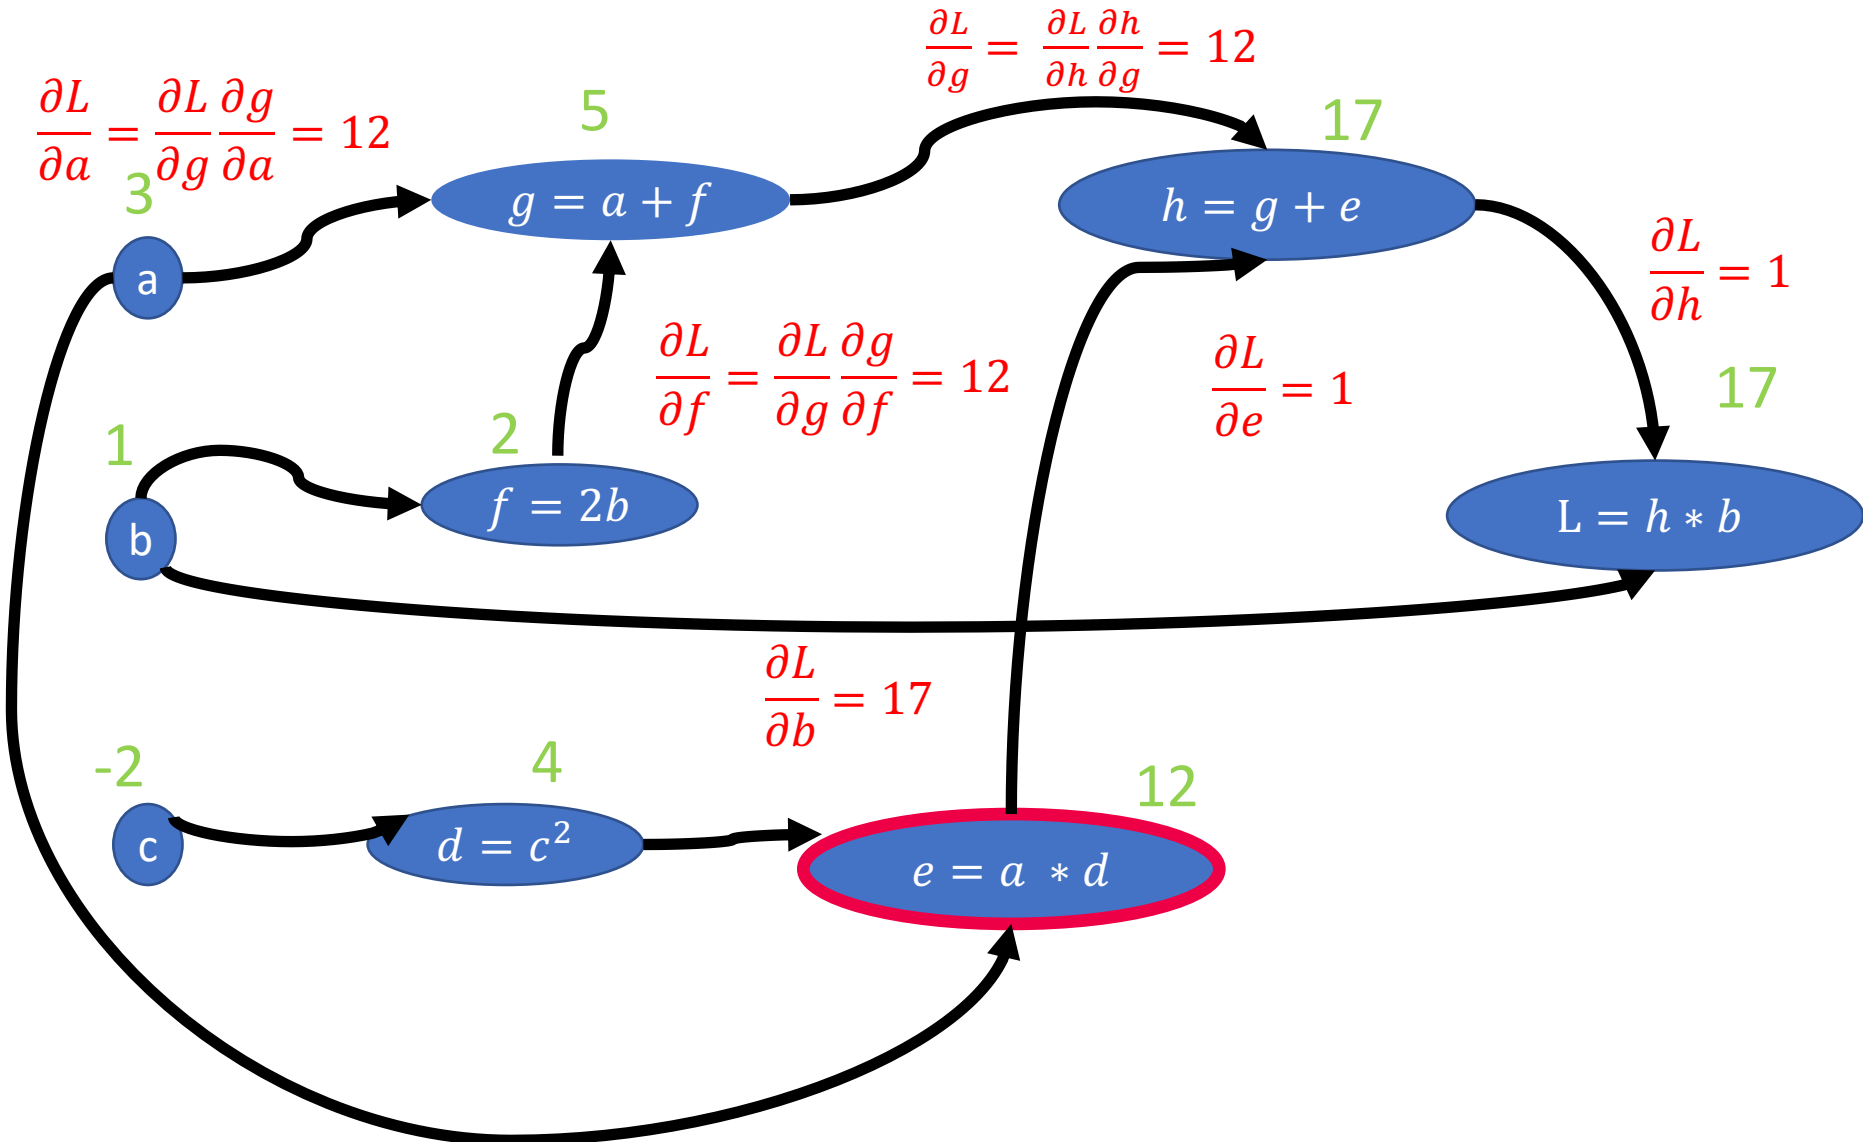 ∂L/∂g = ∂L/∂h ∂h/∂g = 12
∂L/∂a = ∂L/∂g ∂g/∂a = 12
5
17
3
g = a + f
h = g + e
a
∂L/∂h = 1
∂L/∂f = ∂L/∂g ∂g/∂f = 12
∂L/∂e = 1
17
1
2
f = 2b
L = h * b
b
∂L/∂b = 17
-2
4
12
c
d = c²
e = a * d